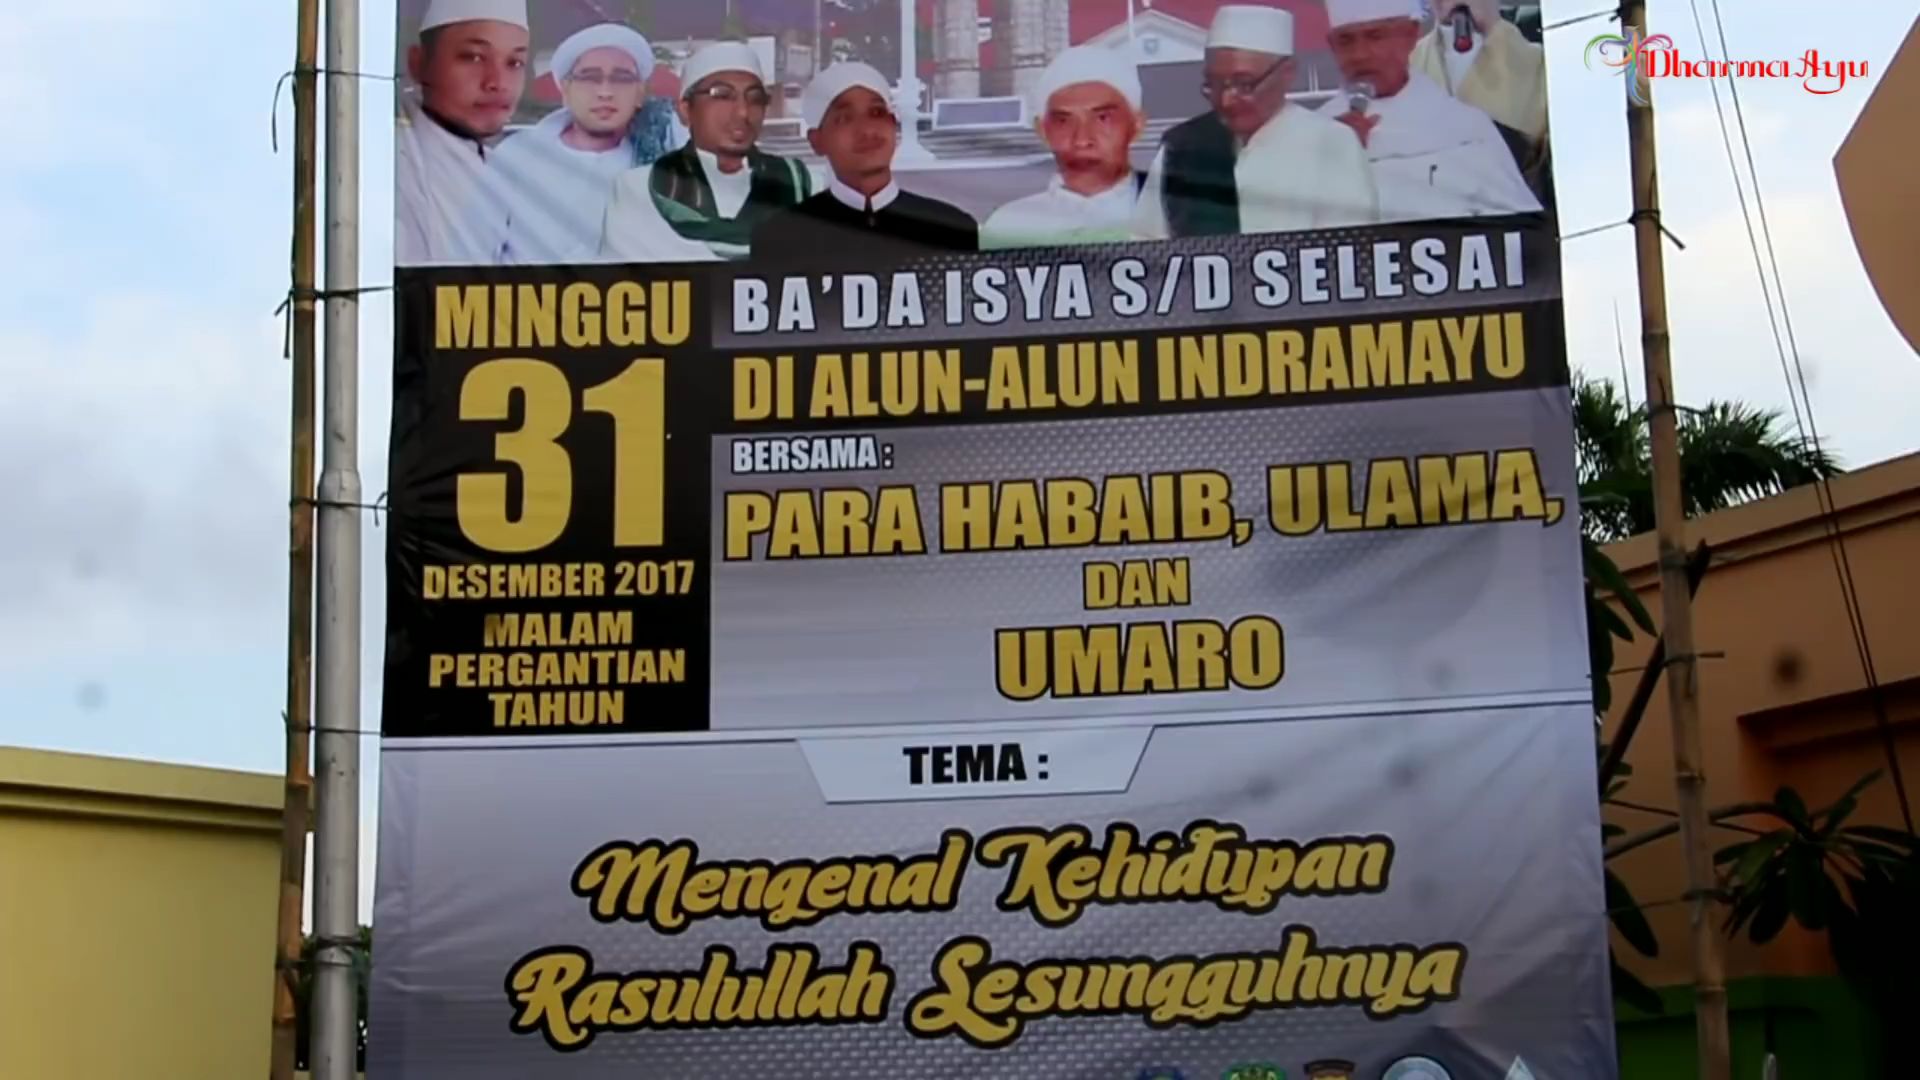 Dharma Ayu
MINGGU
31
DESEMBER 2017
MALAM
PERGANTIAN
TAHUN
BA'DA ISYA S/D SELESAI
DI ALUN-ALUN INDRAMAYU
BERSAMA :
PARA HABAIB, ULAMA,
DAN
UMARO
TEMA :
Mengenal Kehidupan
Rasulullah Sesungguhnya